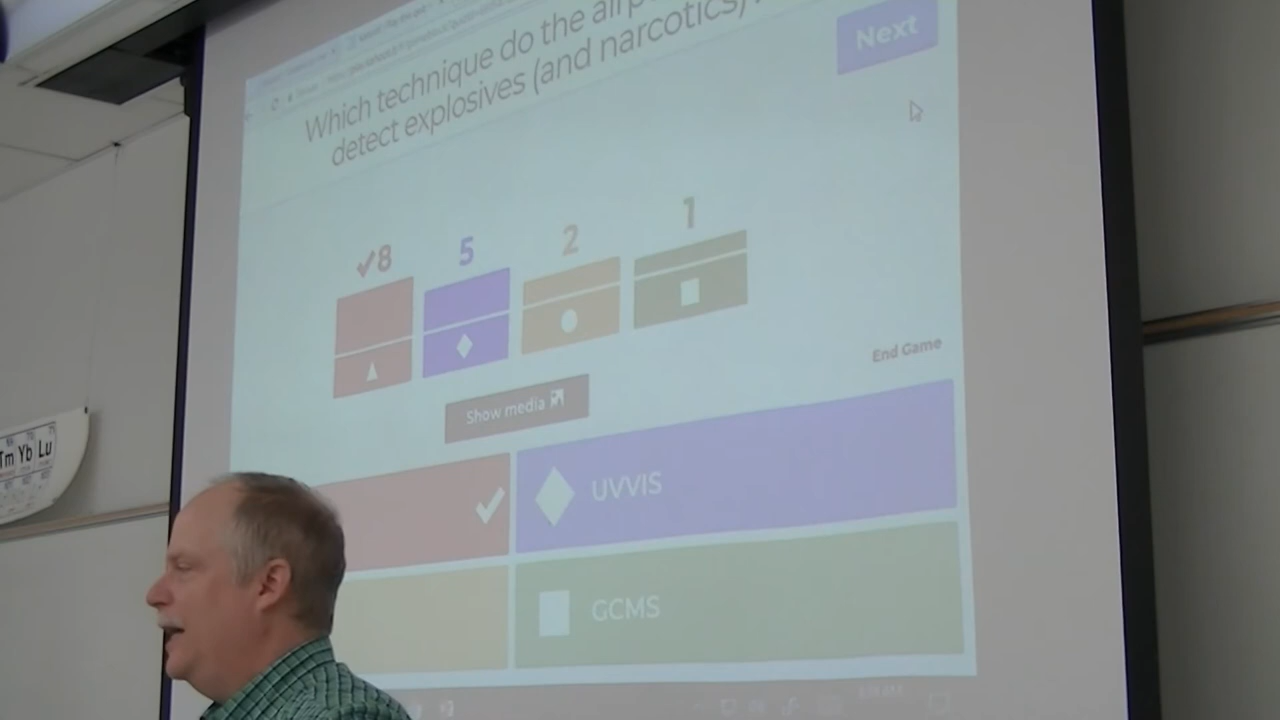 Which technique do the airp
detect explosives (and narcotics)
Next
8
5
2
1
End Game
Show media
UVVIS
GCMS
Tm Yb Lu